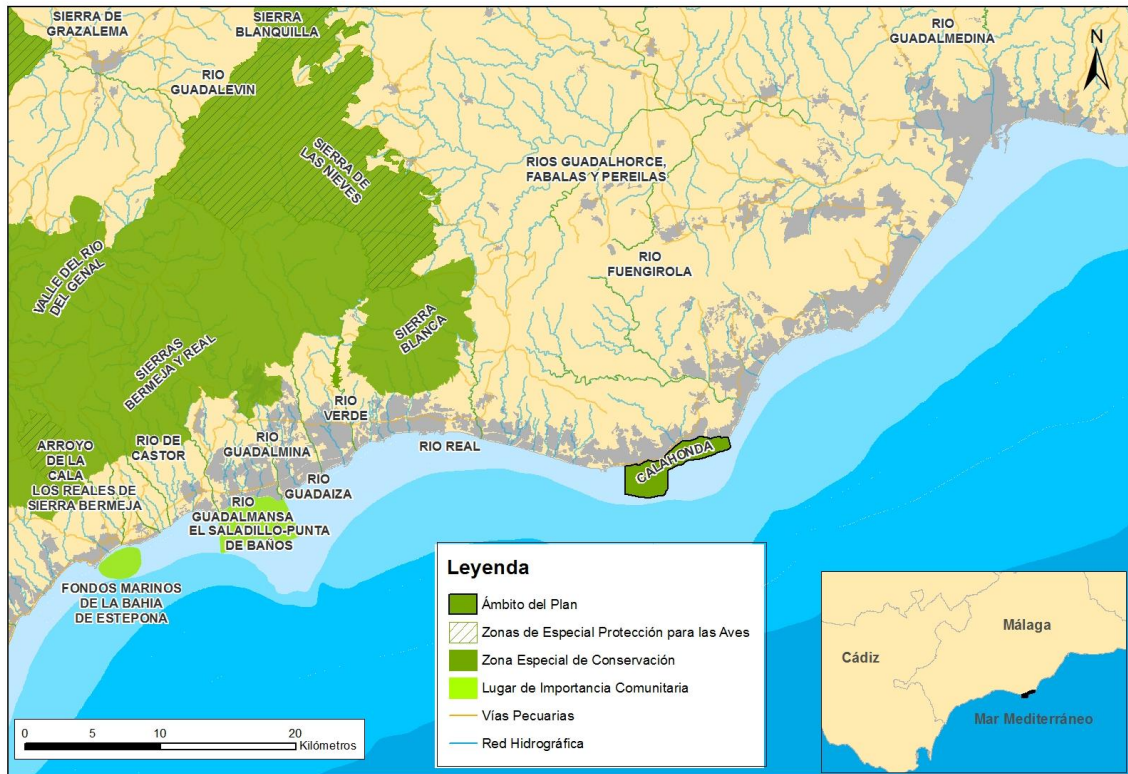 SIERRA DE
GRAZALEMA
SIERRA
BLANQUILLA
RIO
GUADALMEDINA
N
RIO
GUADALEVIN
SIERRA DE
LAS NIEVES
RIOS GUADALHORCE,
FABALAS Y PEREILAS
VALLE DEL RIO
DEL GENAL
RIO
FUENGIROLA
SIERRA
BLANCA
SIERRAS
BERMEJA Y REAL
RIO
VERDE
RIO REAL
CALAHONDA
ARROYO
DE LA
CALA
RIO DE
CASTOR
RIO
GUADALMINA
RIO
GUADAIZA
LOS REALES DE
SIERRA BERMEJA
RIO
GUADALMANSA
EL SALADILLO-PUNTA
DE BAÑOS
FONDOS MARINOS
DE LA BAHIA
DE ESTEPONA
Leyenda
Ámbito del Plan
Zonas de Especial Protección para las Aves
Zona Especial de Conservación
Lugar de Importancia Comunitaria
Vías Pecuarias
Red Hidrográfica
0 5 10 20
Kilómetros
Málaga
Cádiz
Mar Mediterráneo